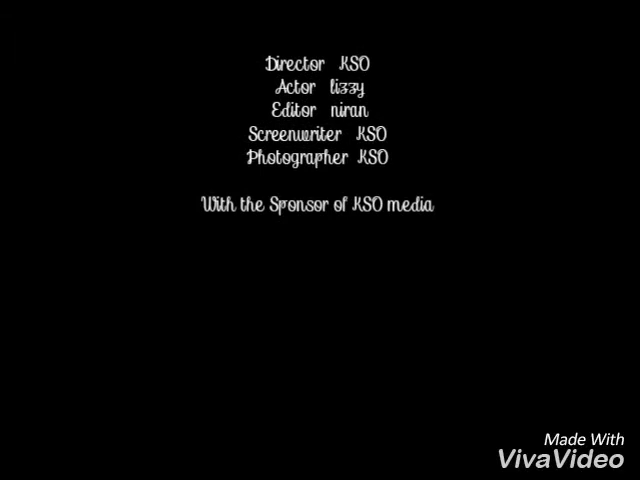 Director KSO
Actor lizzy
Editor niran
Screenwriter KSO
Photographer KSO
With the Sponsor of KSO media
Made With
VivaVideo